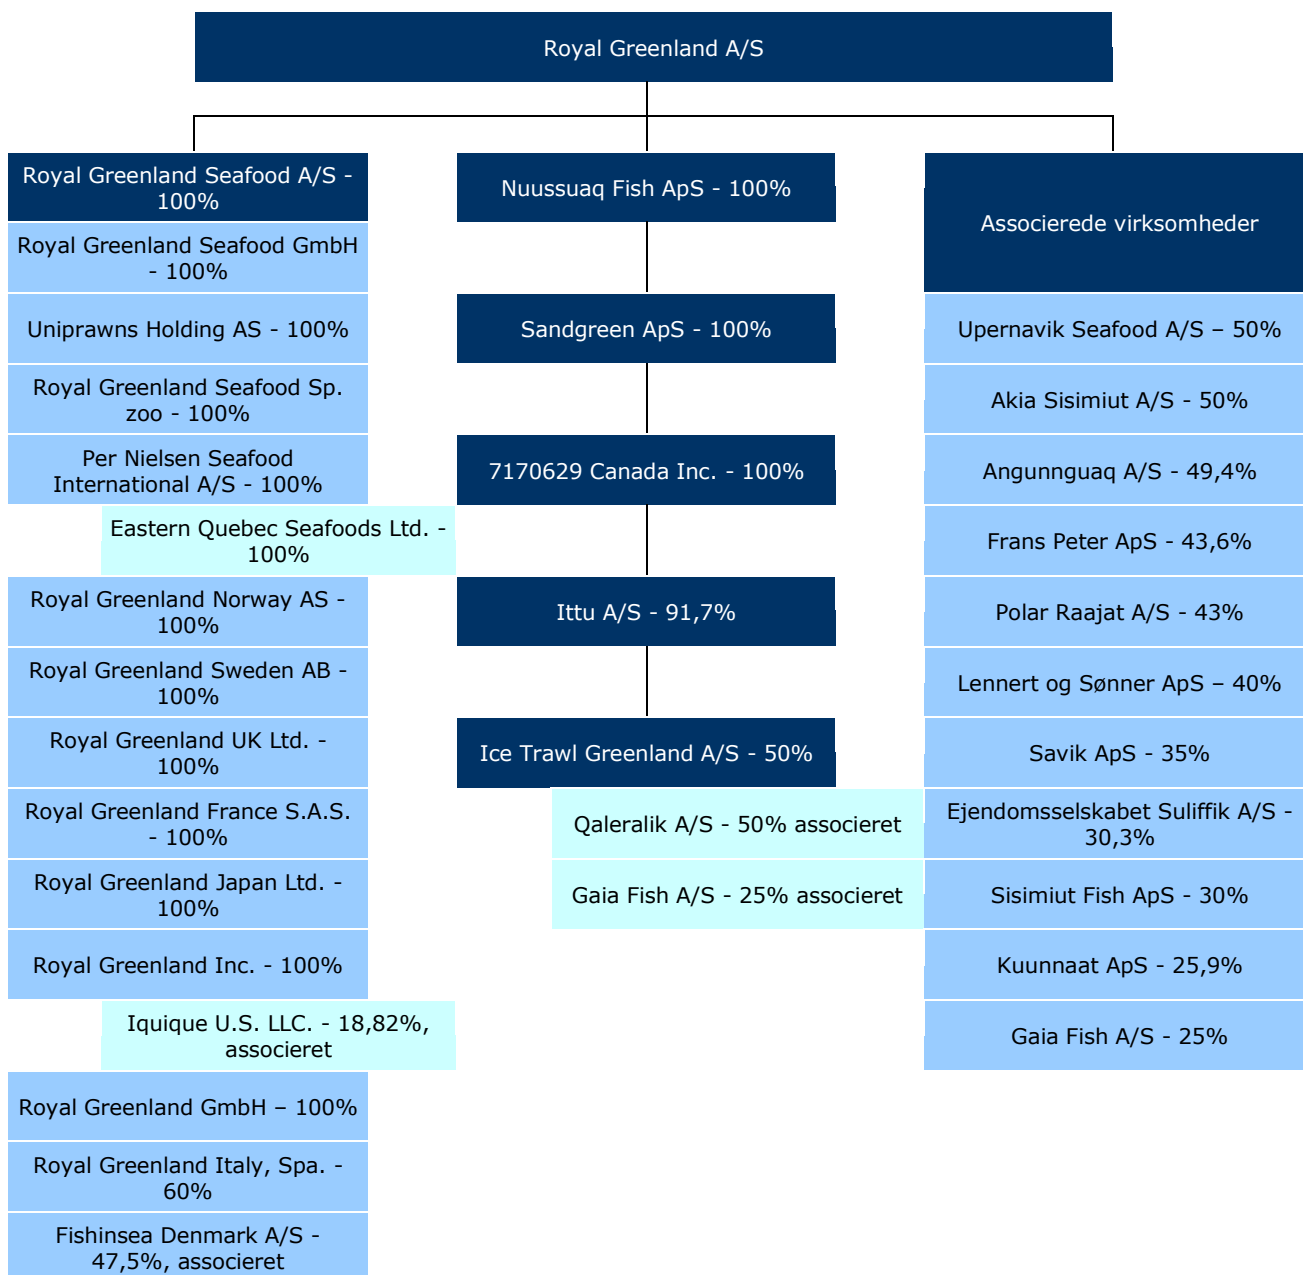 Royal Greenland A/S
Royal Greenland Seafood A/S -
100%
Royal Greenland Seafood GmbH
- 100%
Uniprawns Holding AS - 100%
Royal Greenland Seafood Sp.
zoo - 100%
Per Nielsen Seafood
International A/S - 100%
Eastern Quebec Seafoods Ltd. -
100%
Royal Greenland Norway AS -
100%
Royal Greenland Sweden AB -
100%
Royal Greenland UK Ltd. -
100%
Royal Greenland France S.A.S.
- 100%
Royal Greenland Japan Ltd. -
100%
Royal Greenland Inc. - 100%
Iquique U.S. LLC. - 18,82%,
associeret
Royal Greenland GmbH – 100%
Royal Greenland Italy, Spa. -
60%
Fishinsea Denmark A/S -
47,5%, associeret
Nuussuaq Fish ApS - 100%
Sandgreen ApS - 100%
7170629 Canada Inc. - 100%
Ittu A/S - 91,7%
Ice Trawl Greenland A/S - 50%
Qaleralik A/S - 50% associeret
Gaia Fish A/S - 25% associeret
Associerede virksomheder
Upernavik Seafood A/S – 50%
Akia Sisimiut A/S - 50%
Angunnguaq A/S - 49,4%
Frans Peter ApS - 43,6%
Polar Raajat A/S - 43%
Lennert og Sønner ApS – 40%
Savik ApS - 35%
Ejendomsselskabet Suliffik A/S -
30,3%
Sisimiut Fish ApS - 30%
Kuunnaat ApS - 25,9%
Gaia Fish A/S - 25%